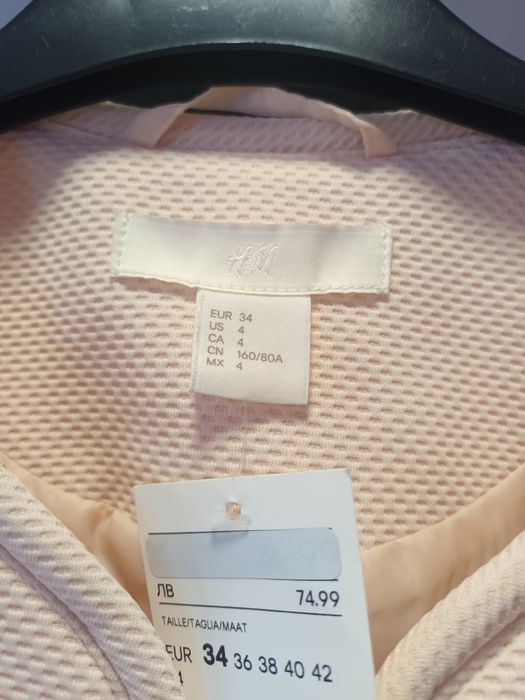 H&M
EUR 34
US 4
CA 4
CN 160/80A
MX 4
ЛВ 74.99
TAILLE/TAGLIA/MAAT
EUR 34 36 38 40 42
4